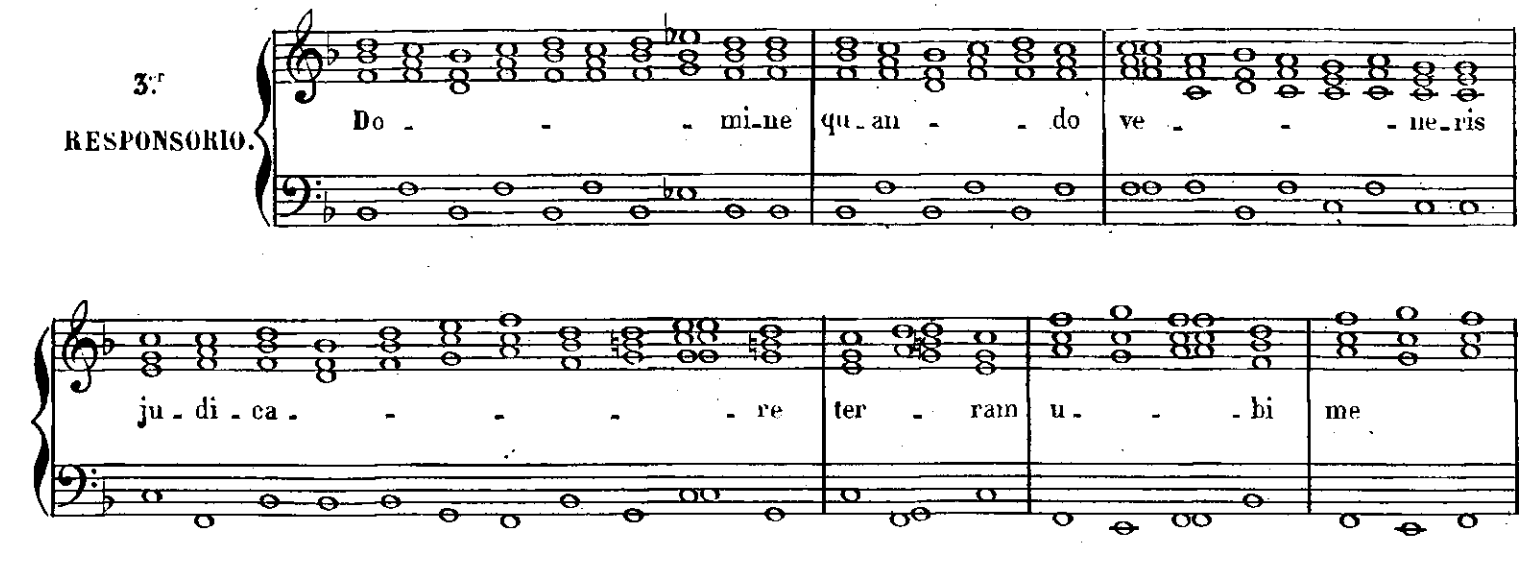 3.er
RESPONSORIO.
Do - - - mi-ne qu-an - - do ve - - - ne-ris
ju-di-ca - - - - - re ter - ram u - - - bi me